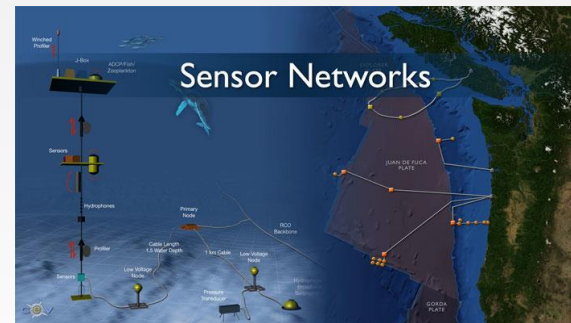 Sensor Networks
Winched
Profiler
J-Box
ADCP/Fish/
Zooplankton
Sensors
Hydrophones
Profiler
Sensors
Primary
Node
Cable Length
1.5 Water Depth
1 km Cable
Low Voltage
Node
Low Voltage
Node
Pressure
Transducer
RCO
Backbone
JUAN DE FUCA
PLATE
GORDA
PLATE